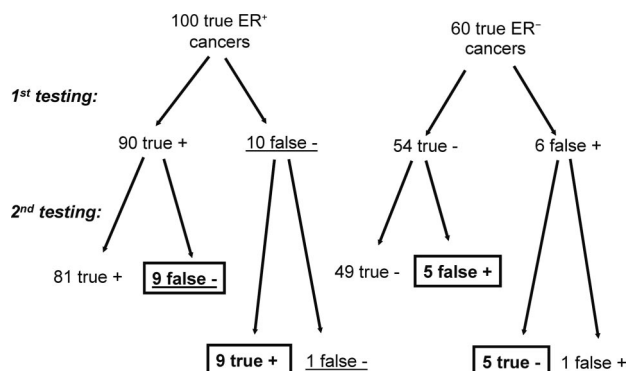 100 true ER⁺
cancers
60 true ER⁻
cancers
1st testing:
90 true +
10 false -
54 true -
6 false +
2nd testing:
81 true +
9 false -
49 true -
5 false +
9 true +
1 false -
5 true -
1 false +